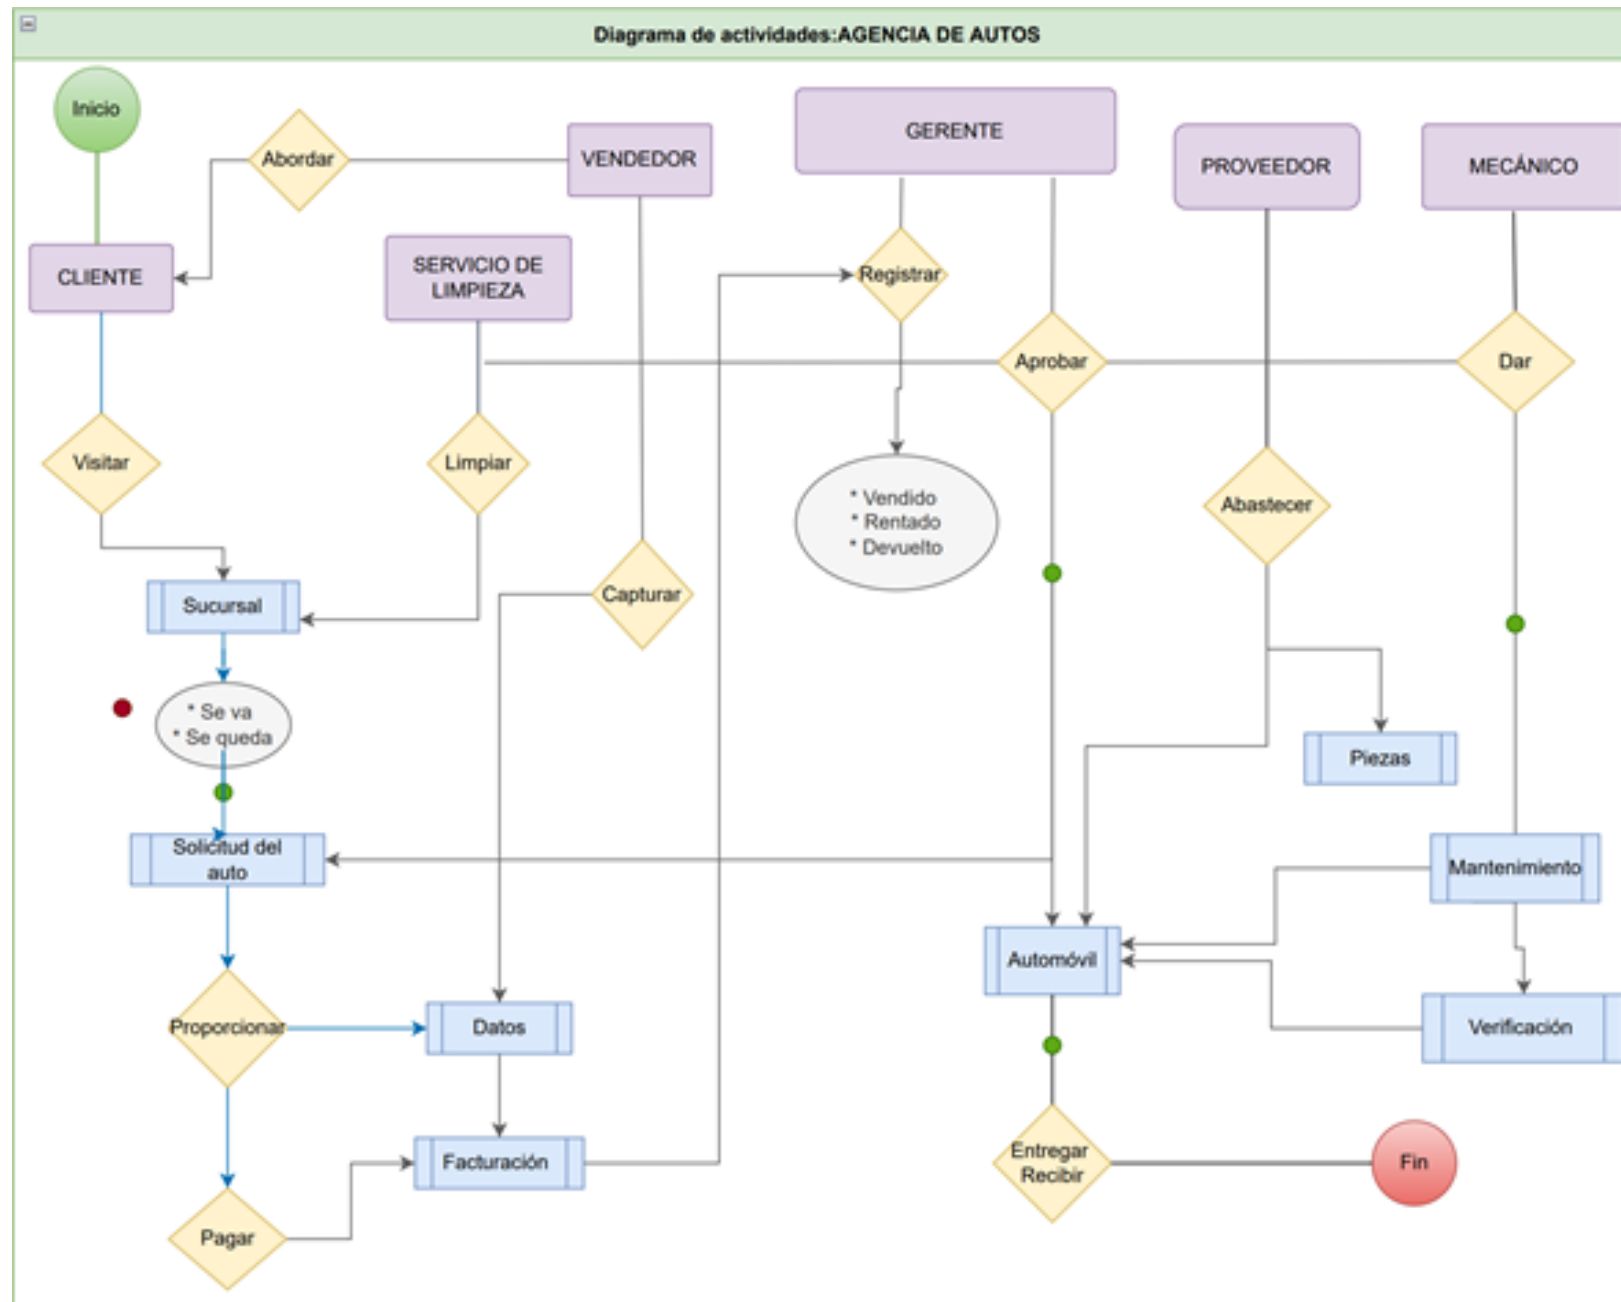 Diagrama de actividades:AGENCIA DE AUTOS
Inicio
Abordar
VENDEDOR
GERENTE
PROVEEDOR
MECÁNICO
CLIENTE
SERVICIO DE
LIMPIEZA
Registrar
Aprobar
Dar
Visitar
Limpiar
* Vendido
* Rentado
* Devuelto
Abastecer
Capturar
Sucursal
* Se va
* Se queda
Piezas
Solicitud del
auto
Mantenimiento
Automóvil
Proporcionar
Datos
Verificación
Entregar
Recibir
Fin
Facturación
Pagar